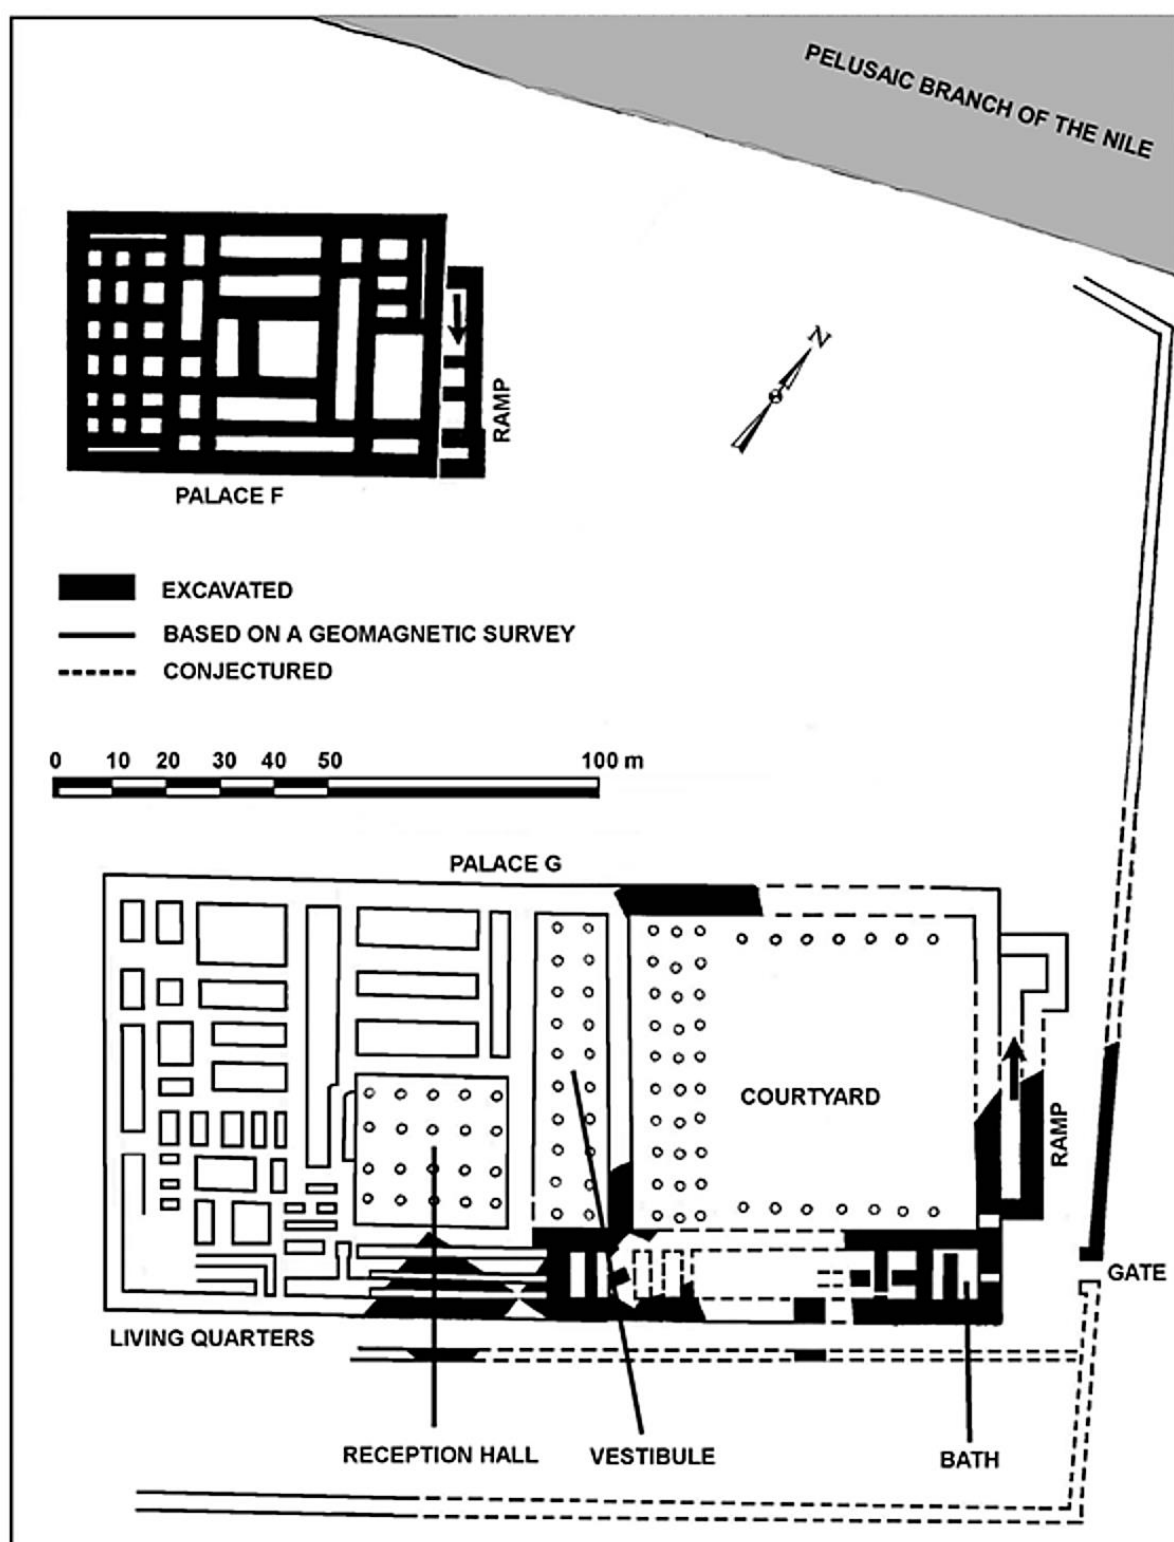 PELUSAIC BRANCH OF THE NILE
N
RAMP
PALACE F
EXCAVATED
BASED ON A GEOMAGNETIC SURVEY
CONJECTURED
0 10 20 30 40 50 100 m
PALACE G
COURTYARD
RAMP
GATE
LIVING QUARTERS
RECEPTION HALL
VESTIBULE
BATH